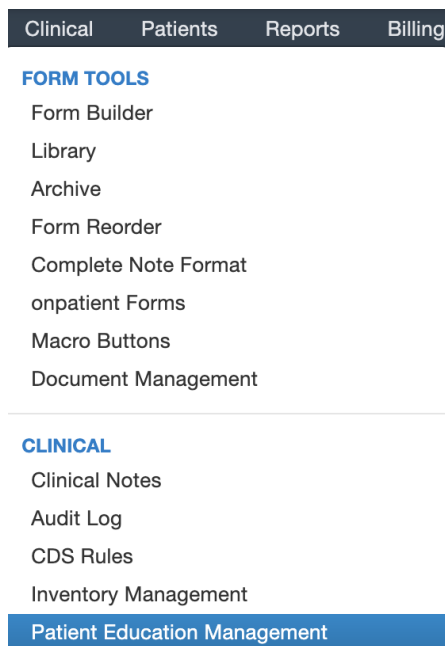 Clinical Patients Reports Billing
FORM TOOLS
Form Builder
Library
Archive
Form Reorder
Complete Note Format
onpatient Forms
Macro Buttons
Document Management
CLINICAL
Clinical Notes
Audit Log
CDS Rules
Inventory Management
Patient Education Management